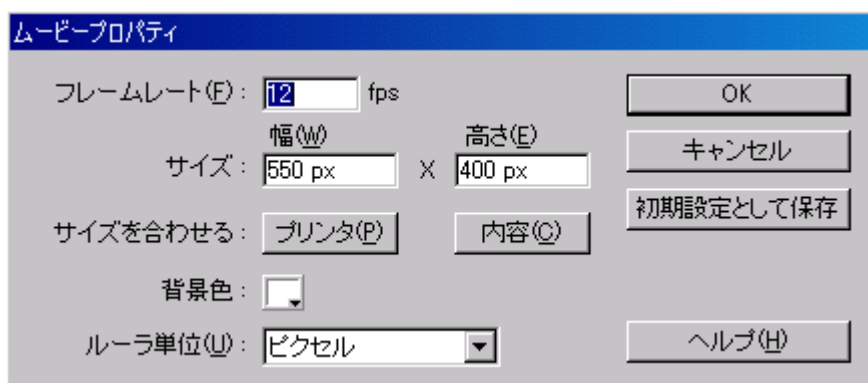 ムービープロパティ
フレームレート(F): 12 fps
OK
幅(W) 高さ(E)
サイズ: 550 px X 400 px
キャンセル
初期設定として保存
サイズを合わせる: プリンタ(P) 内容(C)
背景色:
ルーラ単位(U): ピクセル
ヘルプ(H)